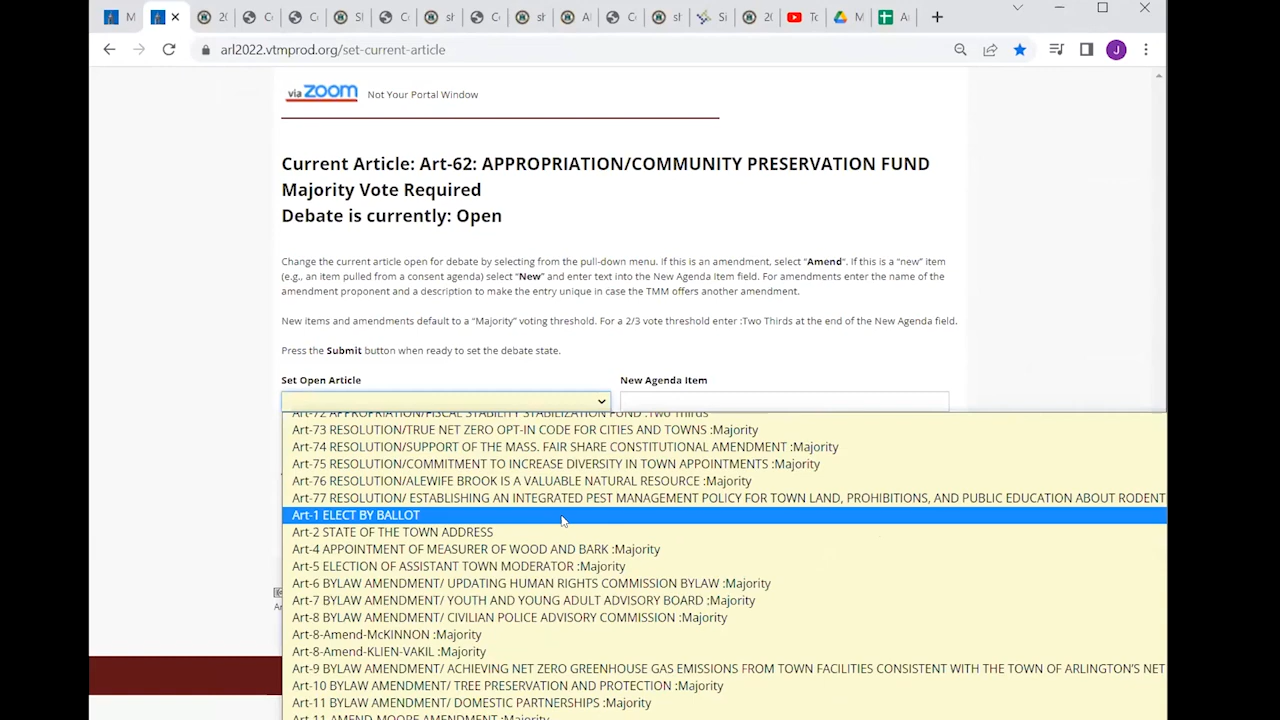 arl2022.vtmprod.org/set-current-article
J
via zoom Not Your Portal Window
Current Article: Art-62: APPROPRIATION/COMMUNITY PRESERVATION FUND
Majority Vote Required
Debate is currently: Open
Change the current article open for debate by selecting from the pull-down menu. If this is an amendment, select "Amend". If this is a "new" item
(e.g., an item pulled from a consent agenda) select "New" and enter text into the New Agenda Item field. For amendments enter the name of the
amendment proponent and a description to make the entry unique in case the TMM offers another amendment.
New items and amendments default to a "Majority" voting threshold. For a 2/3 vote threshold enter :Two Thirds at the end of the New Agenda field.
Press the Submit button when ready to set the debate state.
Set Open Article
New Agenda Item
Art-72 APPROPRIATION/FISCAL STABILITY STABILIZATION FUND :Two Thirds
Art-73 RESOLUTION/TRUE NET ZERO OPT-IN CODE FOR CITIES AND TOWNS :Majority
Art-74 RESOLUTION/SUPPORT OF THE MASS. FAIR SHARE CONSTITUTIONAL AMENDMENT :Majority
Art-75 RESOLUTION/COMMITMENT TO INCREASE DIVERSITY IN TOWN APPOINTMENTS :Majority
Art-76 RESOLUTION/ALEWIFE BROOK IS A VALUABLE NATURAL RESOURCE :Majority
Art-77 RESOLUTION/ ESTABLISHING AN INTEGRATED PEST MANAGEMENT POLICY FOR TOWN LAND, PROHIBITIONS, AND PUBLIC EDUCATION ABOUT RODENT
Art-1 ELECT BY BALLOT
Art-2 STATE OF THE TOWN ADDRESS
Art-4 APPOINTMENT OF MEASURER OF WOOD AND BARK :Majority
Art-5 ELECTION OF ASSISTANT TOWN MODERATOR :Majority
Art-6 BYLAW AMENDMENT/ UPDATING HUMAN RIGHTS COMMISSION BYLAW :Majority
Art-7 BYLAW AMENDMENT/ YOUTH AND YOUNG ADULT ADVISORY BOARD :Majority
Art-8 BYLAW AMENDMENT/ CIVILIAN POLICE ADVISORY COMMISSION :Majority
Art-8-Amend-McKINNON :Majority
Art-8-Amend-KLIEN-VAKIL :Majority
Art-9 BYLAW AMENDMENT/ ACHIEVING NET ZERO GREENHOUSE GAS EMISSIONS FROM TOWN FACILITIES CONSISTENT WITH THE TOWN OF ARLINGTON'S NET
Art-10 BYLAW AMENDMENT/ TREE PRESERVATION AND PROTECTION :Majority
Art-11 BYLAW AMENDMENT/ DOMESTIC PARTNERSHIPS :Majority
Art-11 AMEND-MOORE AMENDMENT :Majority